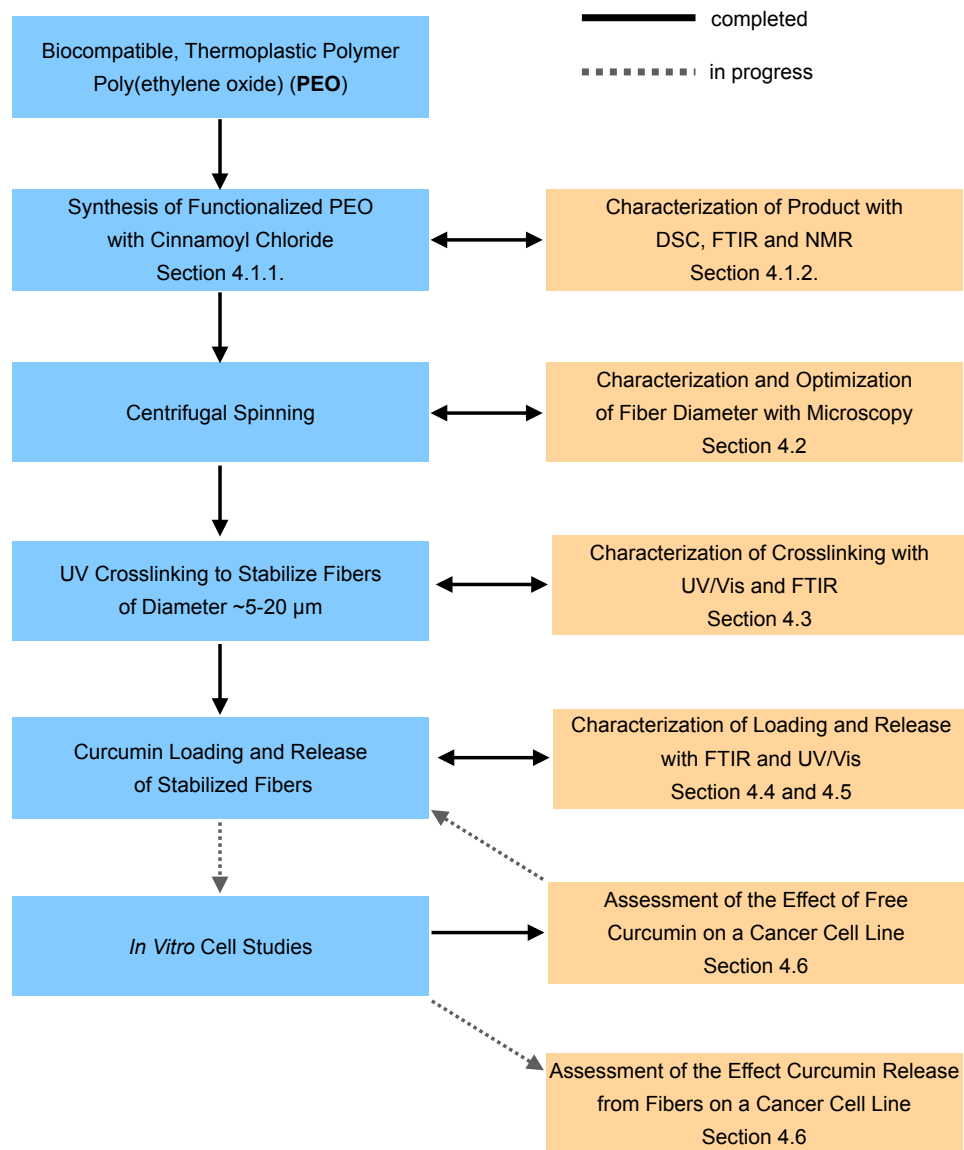 completed
in progress
Biocompatible, Thermoplastic Polymer
Poly(ethylene oxide) (PEO)
Synthesis of Functionalized PEO
with Cinnamoyl Chloride
Section 4.1.1.
Characterization of Product with
DSC, FTIR and NMR
Section 4.1.2.
Centrifugal Spinning
Characterization and Optimization
of Fiber Diameter with Microscopy
Section 4.2
UV Crosslinking to Stabilize Fibers
of Diameter ~5-20 µm
Characterization of Crosslinking with
UV/Vis and FTIR
Section 4.3
Curcumin Loading and Release
of Stabilized Fibers
Characterization of Loading and Release
with FTIR and UV/Vis
Section 4.4 and 4.5
In Vitro Cell Studies
Assessment of the Effect of Free
Curcumin on a Cancer Cell Line
Section 4.6
Assessment of the Effect Curcumin Release
from Fibers on a Cancer Cell Line
Section 4.6